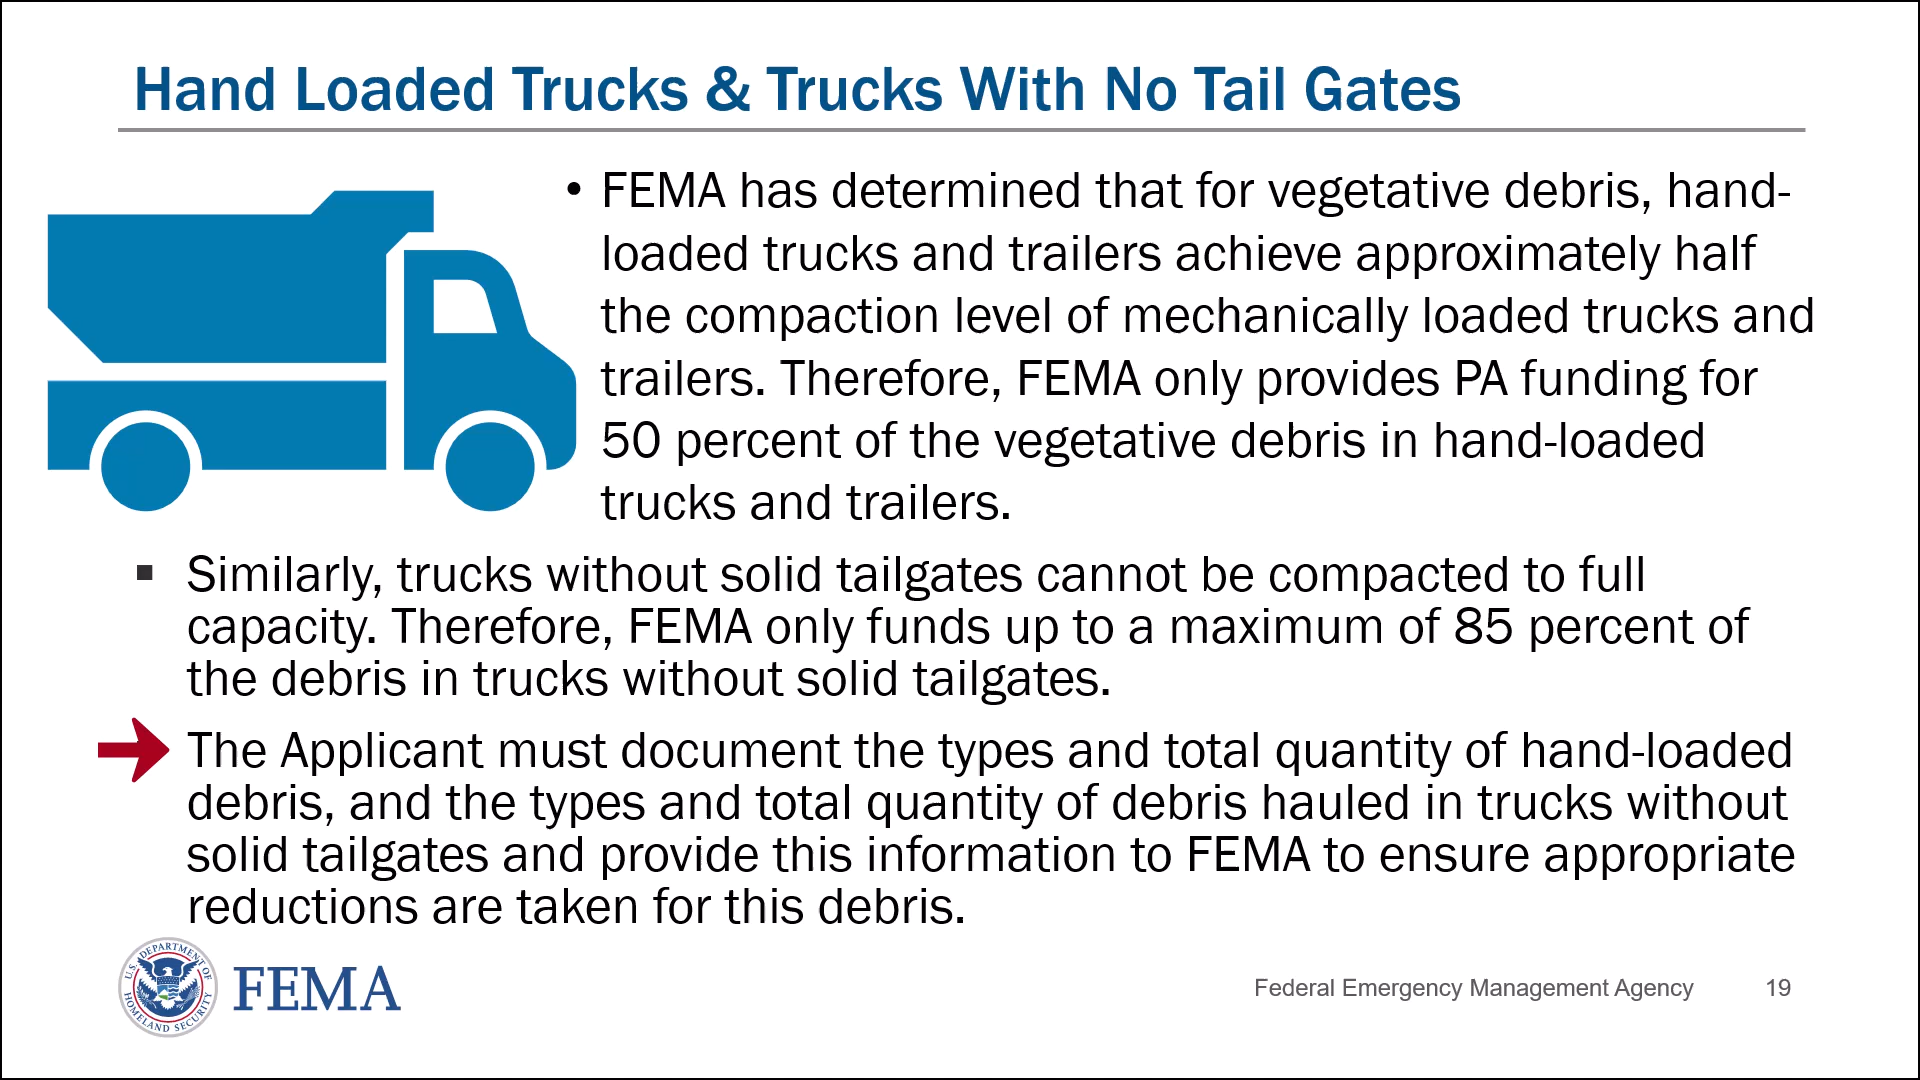 Hand Loaded Trucks & Trucks With No Tail Gates
• FEMA has determined that for vegetative debris, hand-
loaded trucks and trailers achieve approximately half
the compaction level of mechanically loaded trucks and
trailers. Therefore, FEMA only provides PA funding for
50 percent of the vegetative debris in hand-loaded
trucks and trailers.
▪ Similarly, trucks without solid tailgates cannot be compacted to full
capacity. Therefore, FEMA only funds up to a maximum of 85 percent of
the debris in trucks without solid tailgates.
The Applicant must document the types and total quantity of hand-loaded
debris, and the types and total quantity of debris hauled in trucks without
solid tailgates and provide this information to FEMA to ensure appropriate
reductions are taken for this debris.
U.S. DEPARTMENT OF
HOMELAND SECURITY
FEMA
Federal Emergency Management Agency 19